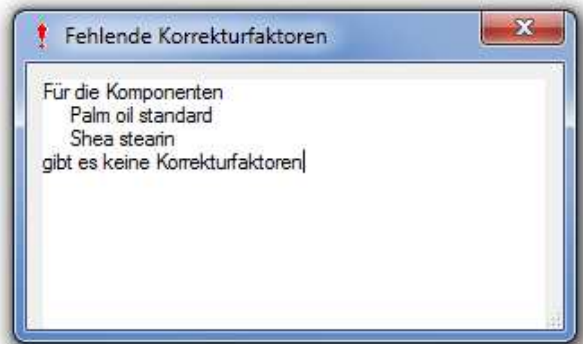 Fehlende Korrekturfaktoren
Für die Komponenten
Palm oil standard
Shea stearin
gibt es keine Korrekturfaktoren